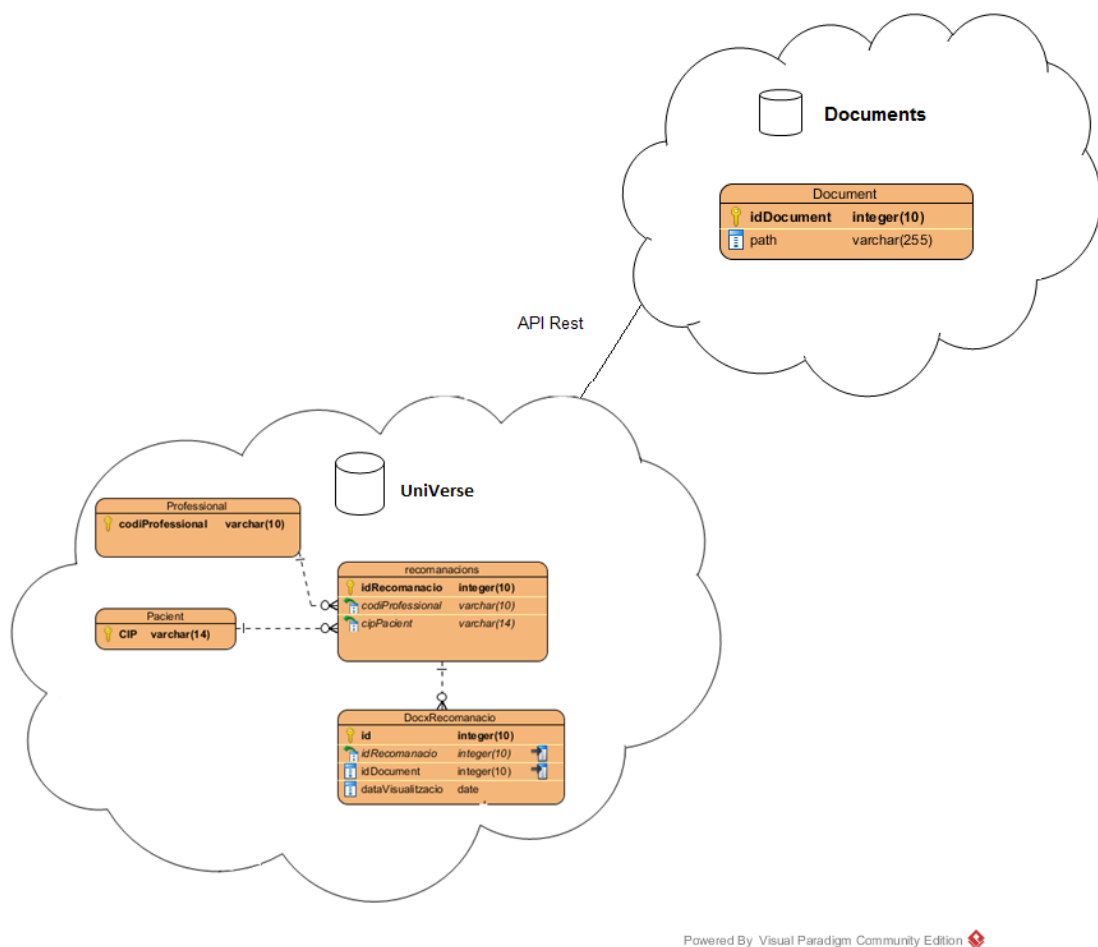 Documents
Document
idDocument integer(10)
path varchar(255)
API Rest
UniVerse
Professional
codiProfessional varchar(10)
Pacient
CIP varchar(14)
recomanacions
idRecomanacio integer(10)
codiProfessional varchar(10)
cipPacient varchar(14)
DocxRecomanacio
id integer(10)
idRecomanacio integer(10)
idDocument integer(10)
dataVisualitzacio date
Powered By Visual Paradigm Community Edition